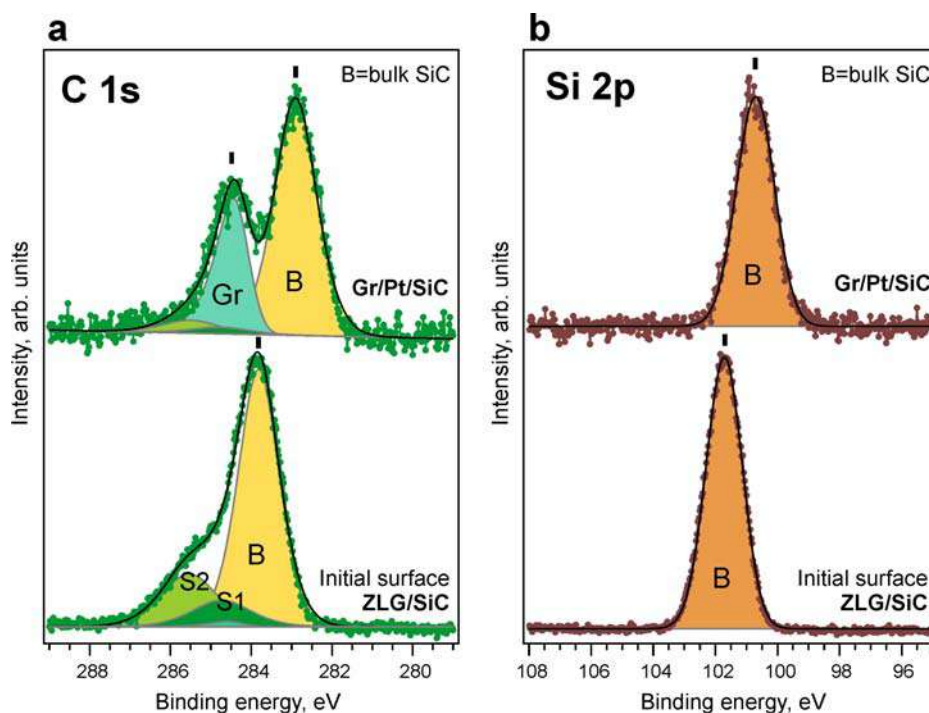 a
C 1s
B=bulk SiC
Gr
B
Gr/Pt/SiC
S2
S1
B
Initial surface
ZLG/SiC
Intensity, arb. units
288 286 284 282 280
Binding energy, eV
b
Si 2p
B=bulk SiC
B
Gr/Pt/SiC
B
Initial surface
ZLG/SiC
Intensity, arb. units
108 106 104 102 100 98 96
Binding energy, eV